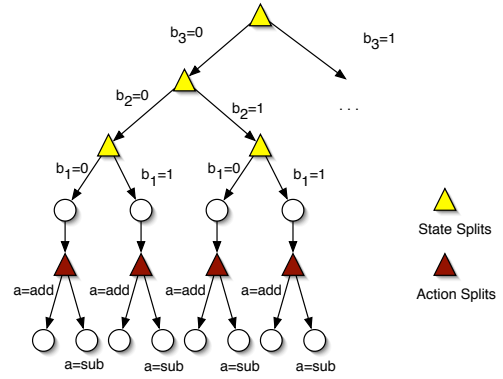 b3=0
b3=1
b2=0
b2=1
. . .
b1=0
b1=1
b1=0
b1=1
State Splits
a=add
a=add
a=add
a=add
Action Splits
a=sub
a=sub
a=sub
a=sub